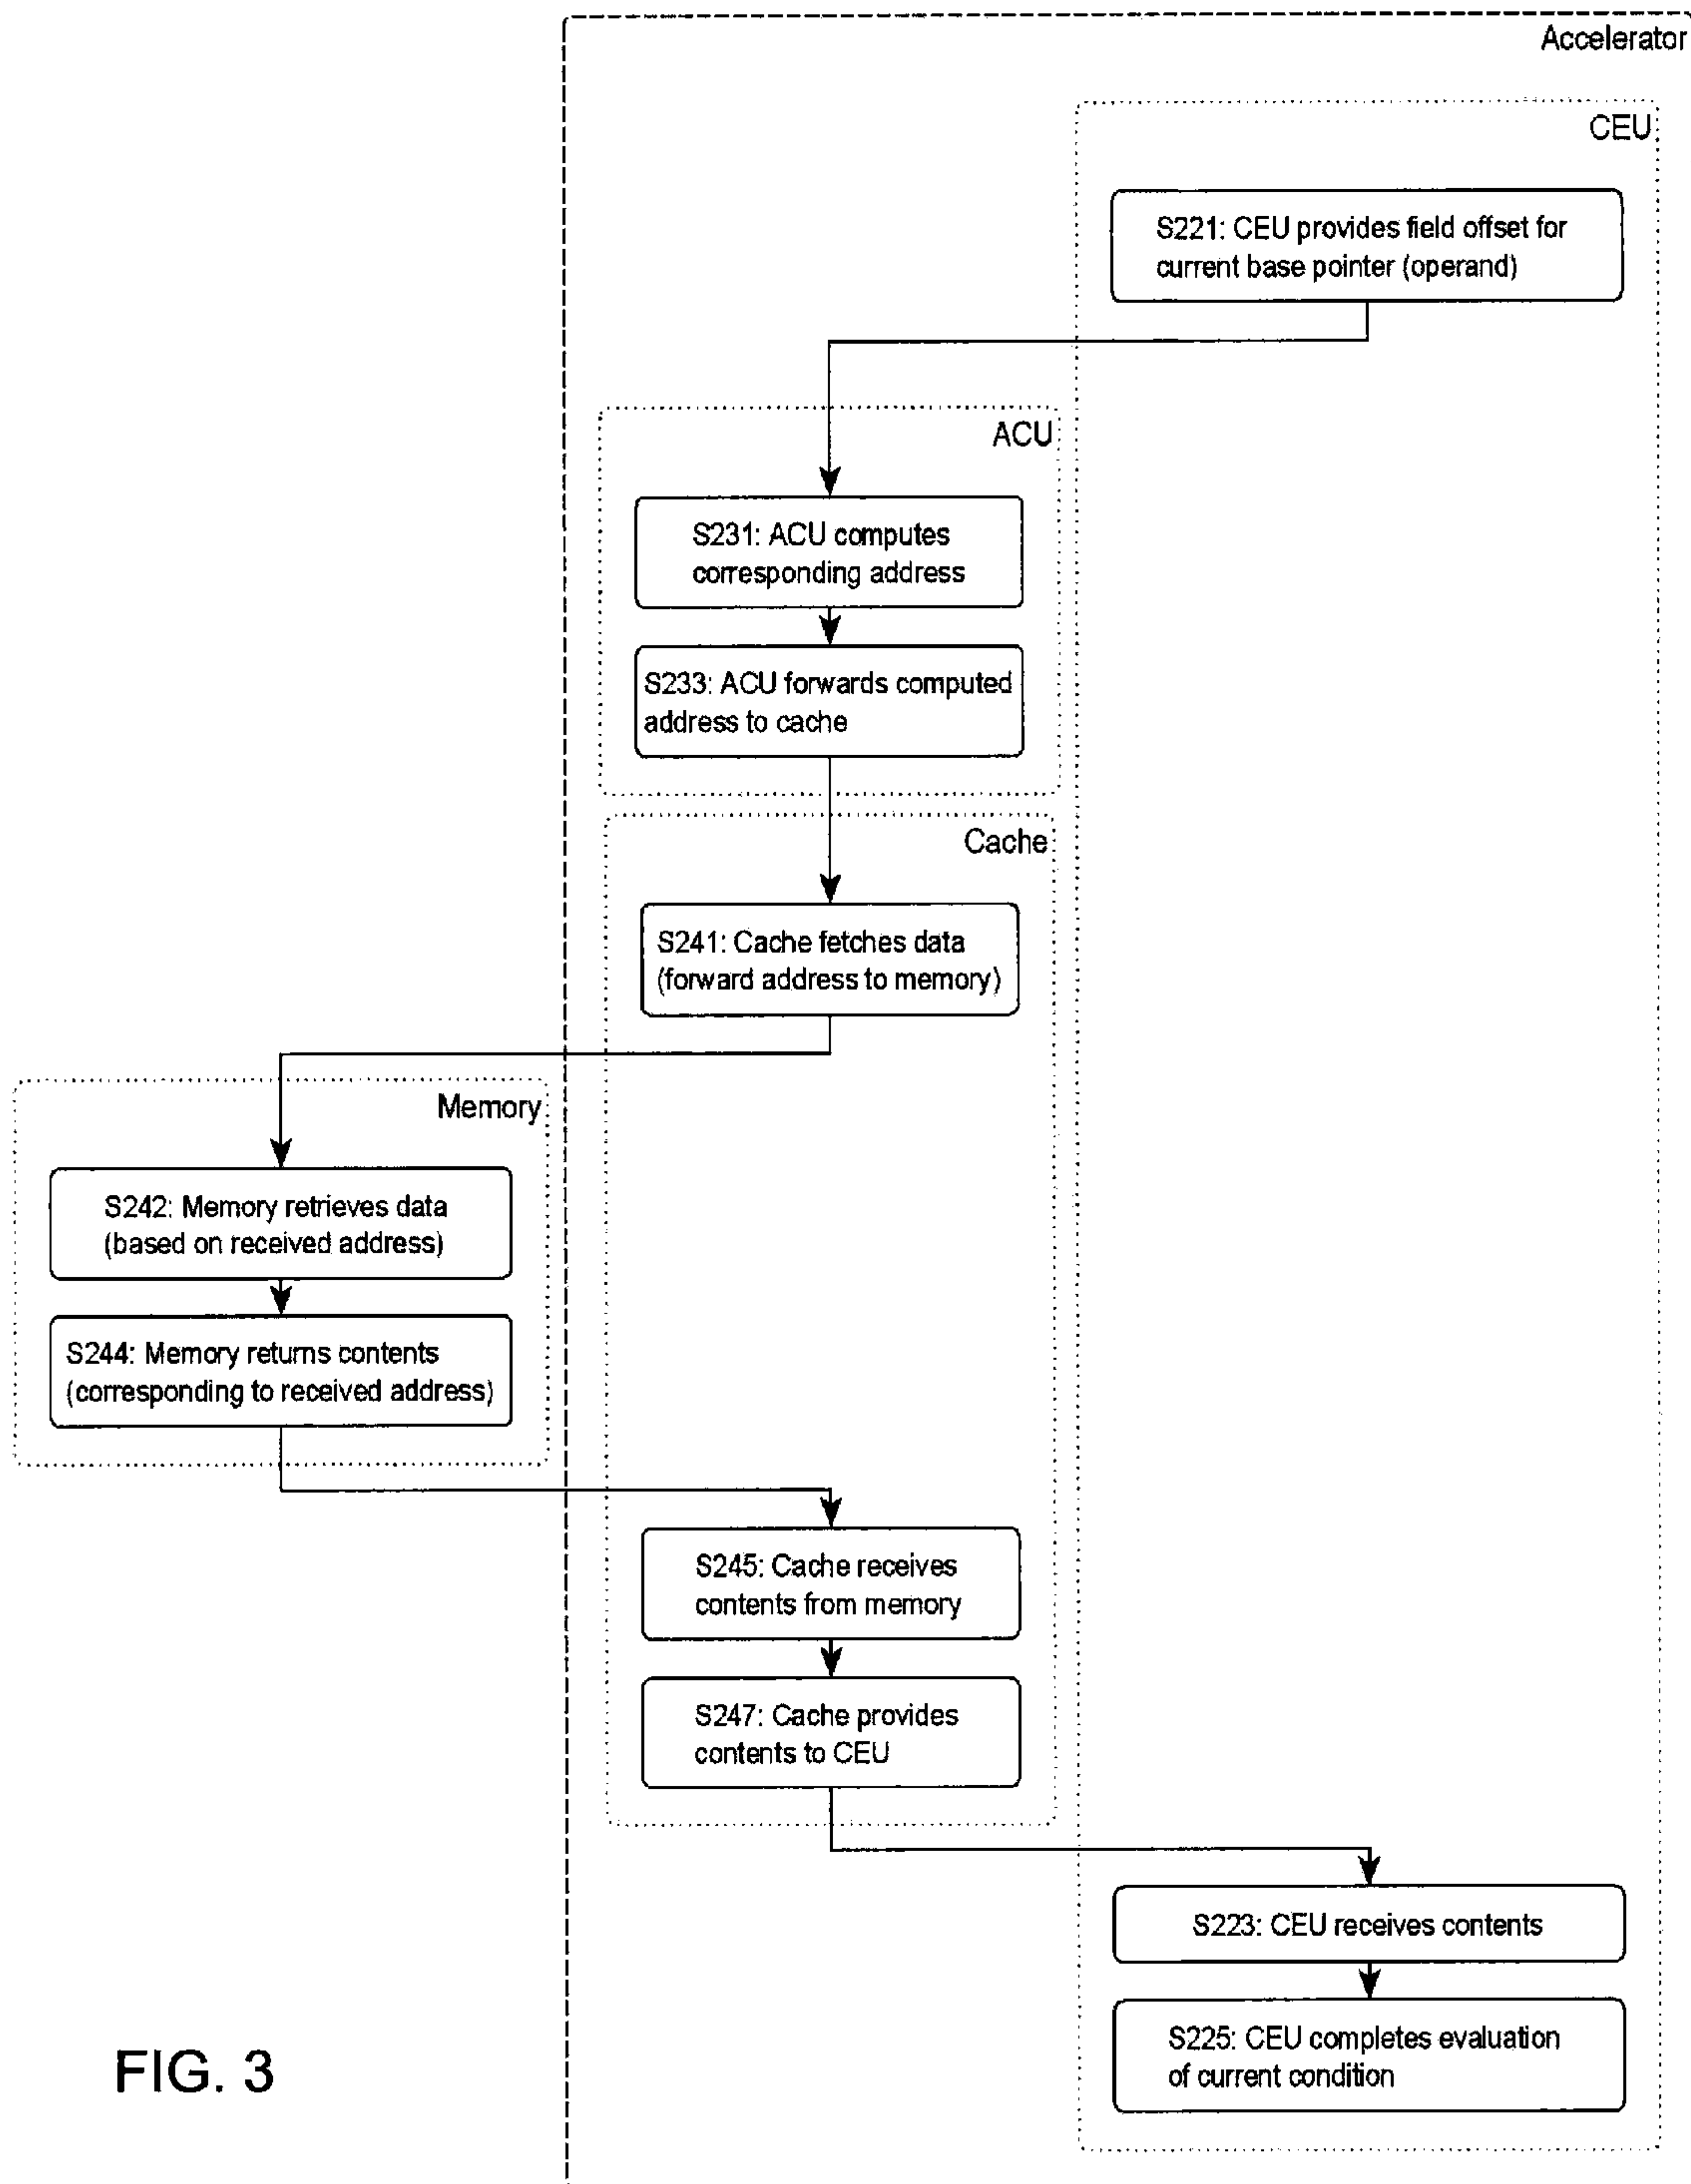 Accelerator
CEU
S221: CEU provides field offset for
current base pointer (operand)
ACU
S231: ACU computes
corresponding address
S233: ACU forwards computed
address to cache
Cache
S241: Cache fetches data
(forward address to memory)
Memory
S242: Memory retrieves data
(based on received address)
S244: Memory returns contents
(corresponding to received address)
S245: Cache receives
contents from memory
S247: Cache provides
contents to CEU
S223: CEU receives contents
S225: CEU completes evaluation
of current condition
FIG. 3